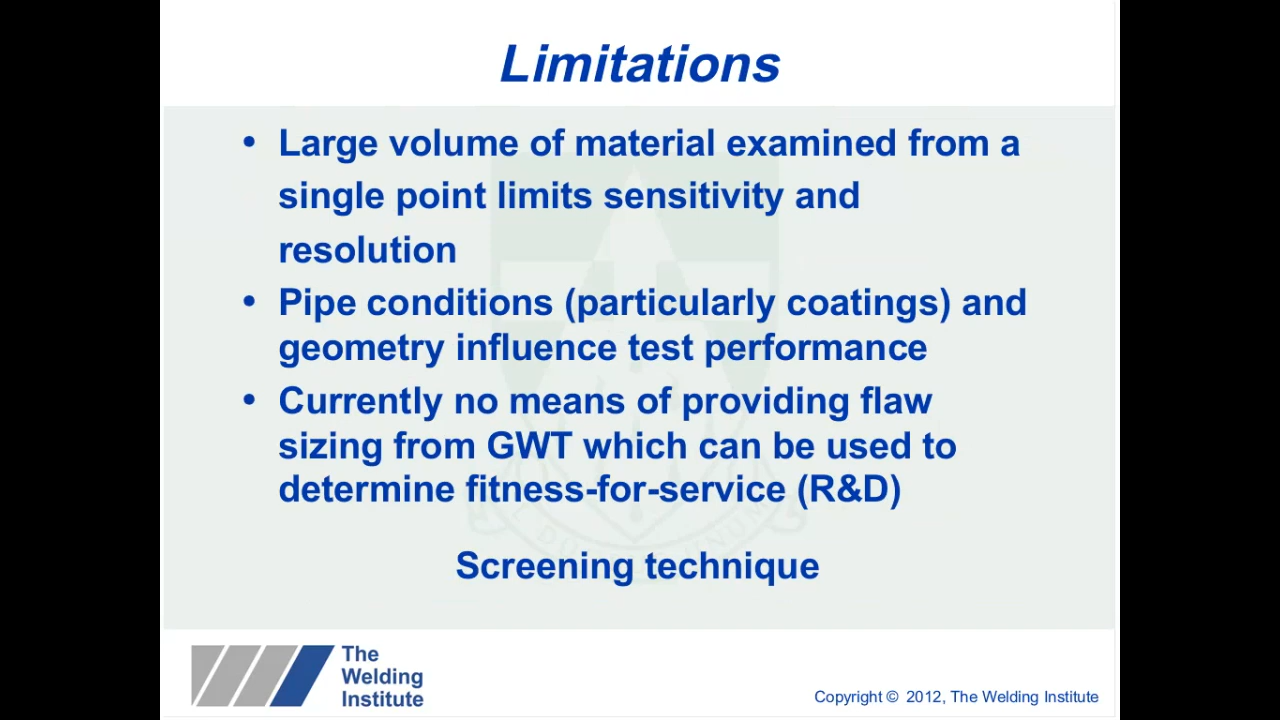 Limitations
• Large volume of material examined from a
single point limits sensitivity and
resolution
• Pipe conditions (particularly coatings) and
geometry influence test performance
• Currently no means of providing flaw
sizing from GWT which can be used to
determine fitness-for-service (R&D)
Screening technique
The
Welding
Institute
Copyright © 2012, The Welding Institute